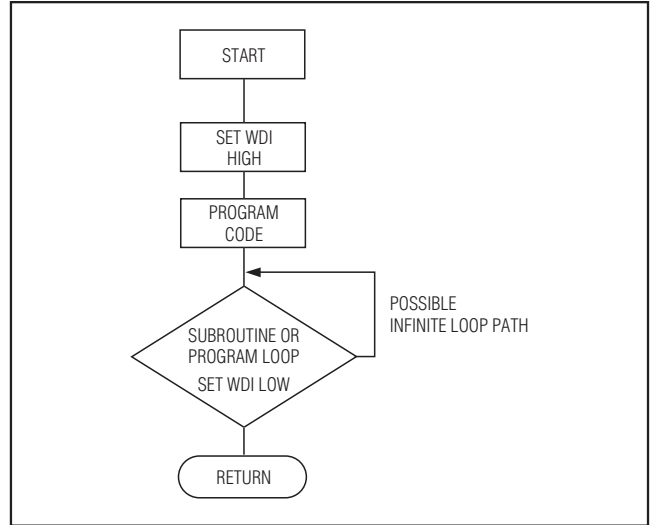 START
SET WDI
HIGH
PROGRAM
CODE
POSSIBLE
INFINITE LOOP PATH
SUBROUTINE OR
PROGRAM LOOP
SET WDI LOW
RETURN